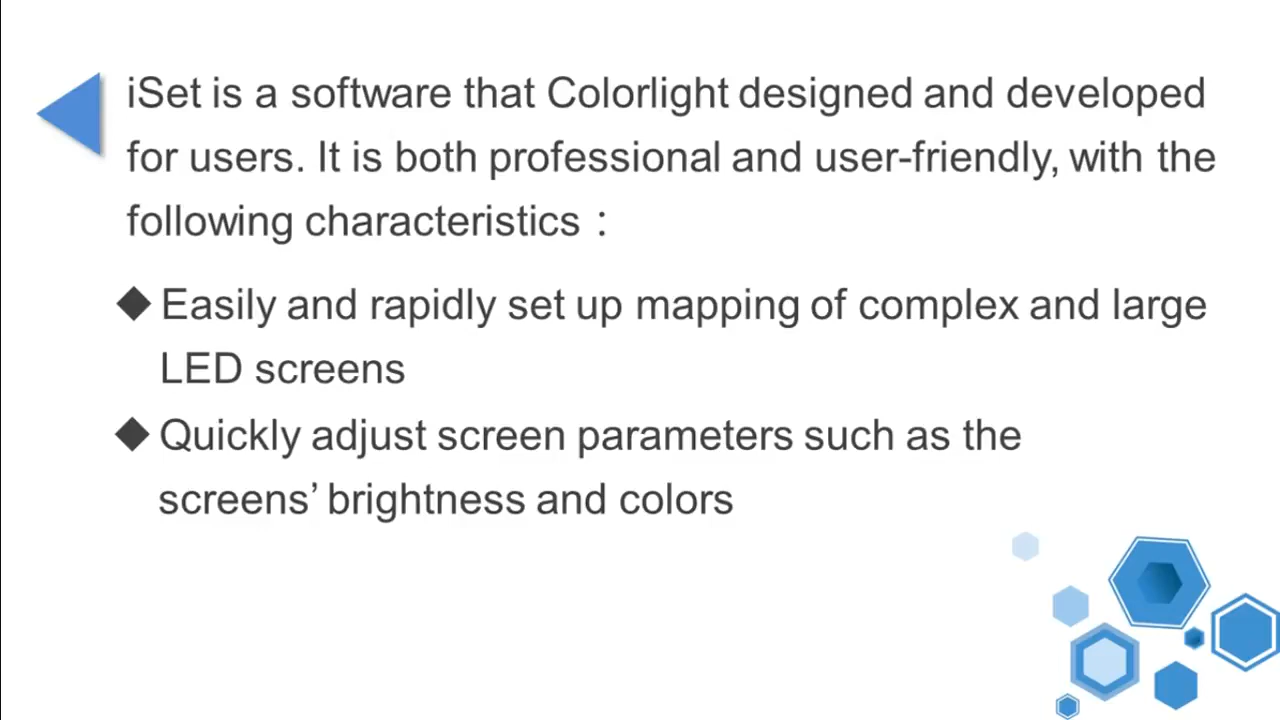 iSet is a software that Colorlight designed and developed
for users. It is both professional and user-friendly, with the
following characteristics：
◆Easily and rapidly set up mapping of complex and large
LED screens
◆Quickly adjust screen parameters such as the
screens’ brightness and colors